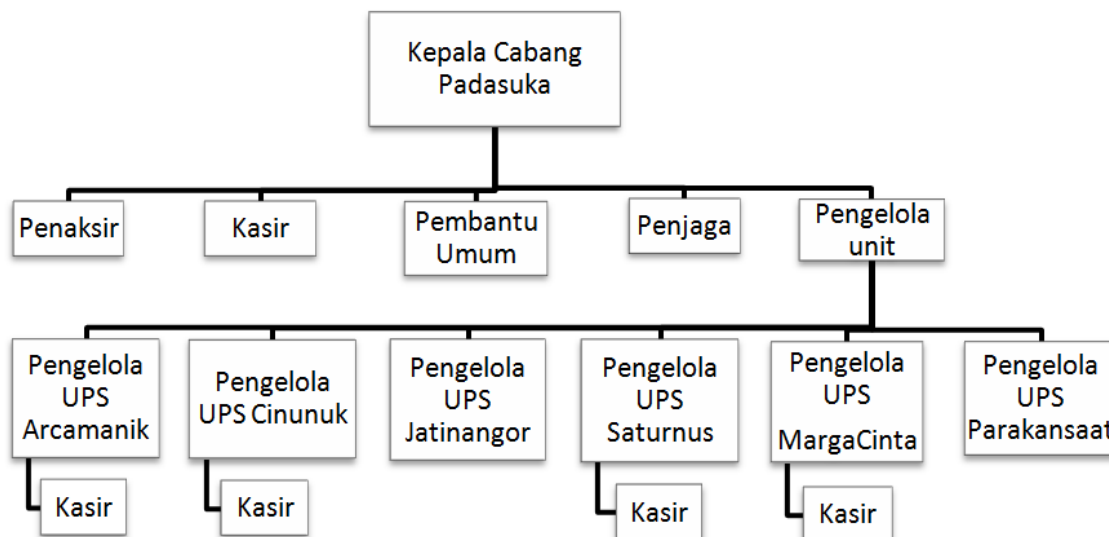 Kepala Cabang
Padasuka
Penaksir
Kasir
Pembantu
Umum
Penjaga
Pengelola
unit
Pengelola
UPS
Arcamanik
Pengelola
UPS Cinunuk
Pengelola
UPS
Jatinangor
Pengelola
UPS
Saturnus
Pengelola
UPS
MargaCinta
Pengelola
UPS
Parakansaat
Kasir
Kasir
Kasir
Kasir